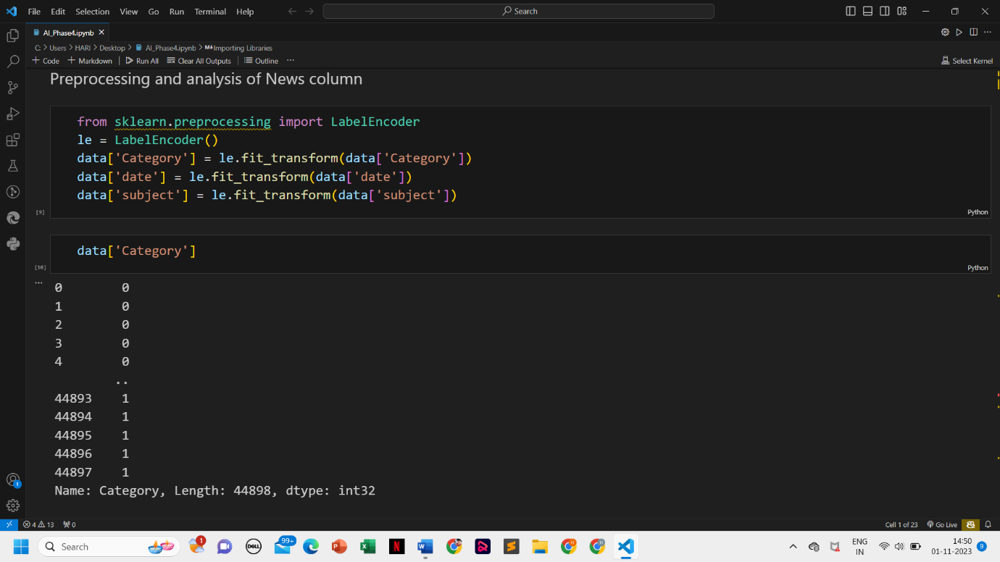 File Edit Selection View Go Run Terminal Help
Search
AI_Phase4.ipynb
C: > Users > HARI > Desktop > AI_Phase4.ipynb > M↓Importing Libraries
+ Code + Markdown Run All Clear All Outputs Outline ...
Select Kernel
Preprocessing and analysis of News column
from sklearn.preprocessing import LabelEncoder
le = LabelEncoder()
data['Category'] = le.fit_transform(data['Category'])
data['date'] = le.fit_transform(data['date'])
data['subject'] = le.fit_transform(data['subject'])
[9]
Python
data['Category']
[10]
Python
...
0 0
1 0
2 0
3 0
4 0
..
44893 1
44894 1
44895 1
44896 1
44897 1
Name: Category, Length: 44898, dtype: int32
1
4 13 0
Cell 1 of 23 Go Live
Search
1
DELL
99+
P
X
N
W
S
ENG
IN
14:50
01-11-2023
9